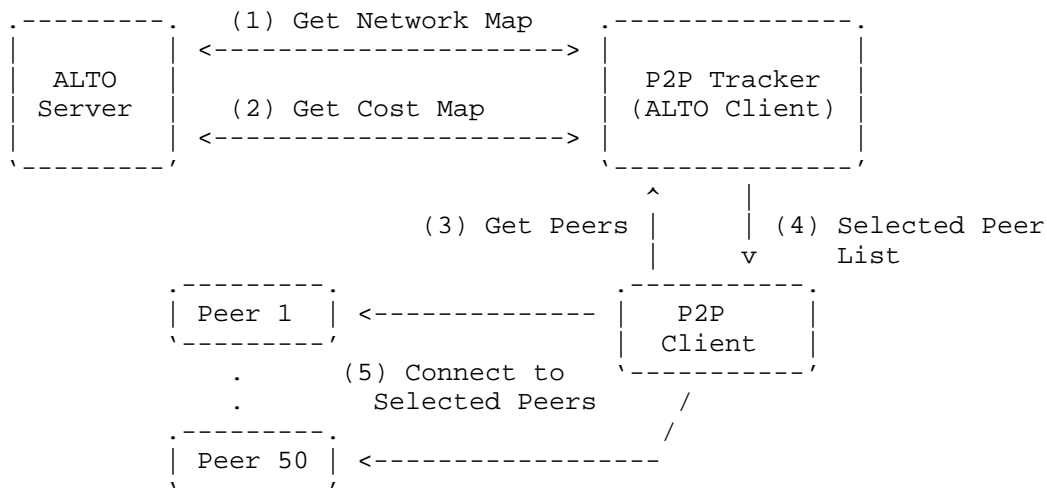 (1) Get Network Map
ALTO P2P Tracker
Server (2) Get Cost Map (ALTO Client)
(3) Get Peers (4) Selected Peer
List
Peer 1 P2P
Client
(5) Connect to
Selected Peers
Peer 50